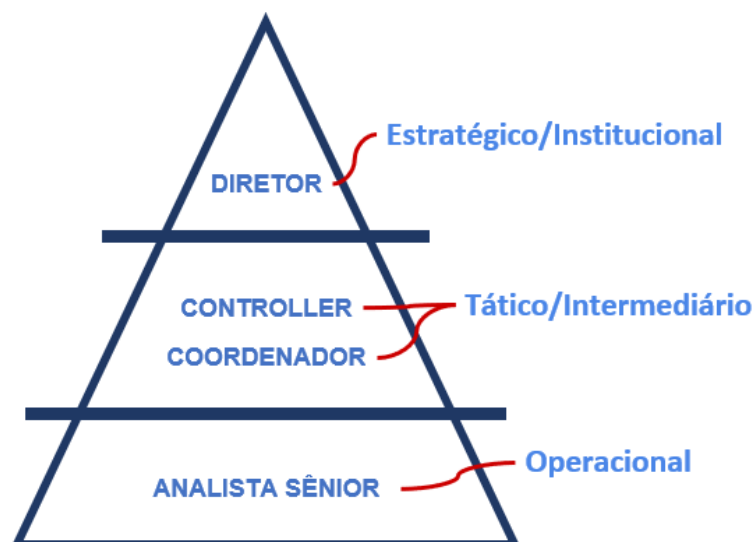 Estratégico/Institucional
DIRETOR
CONTROLLER
Tático/Intermediário
COORDENADOR
Operacional
ANALISTA SÊNIOR